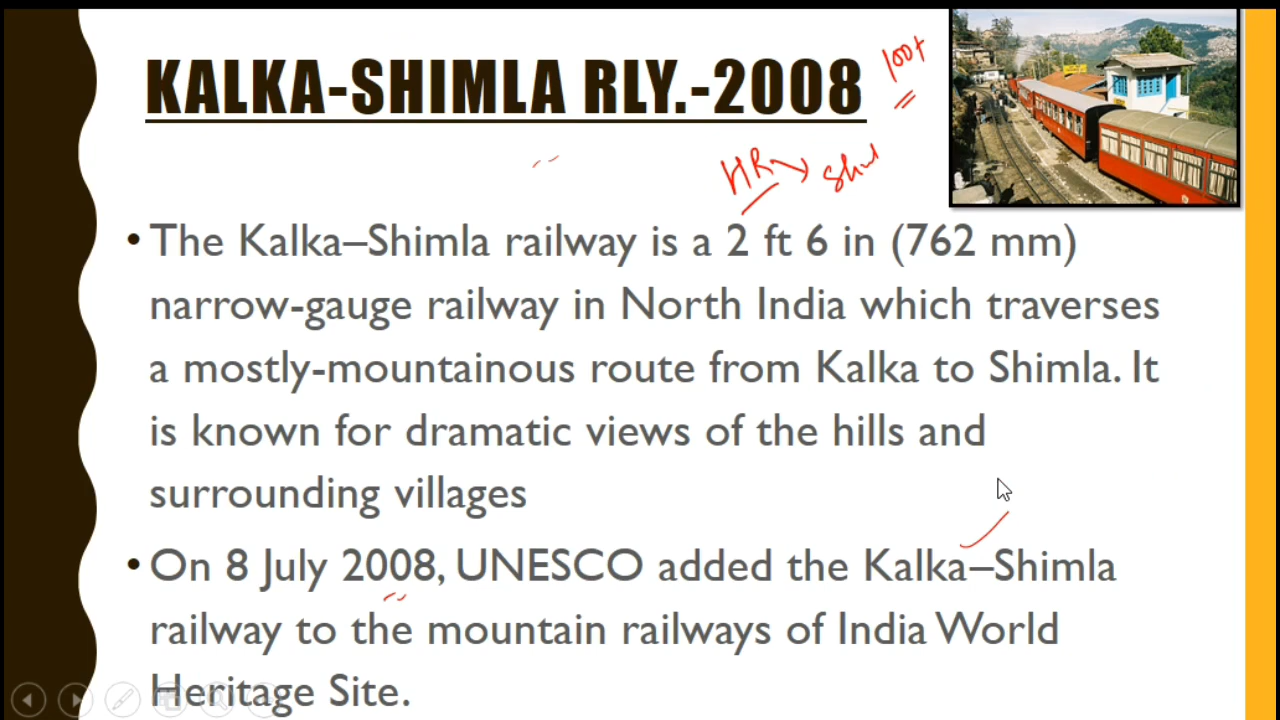 KALKA-SHIMLA RLY.-2008
100+
HR
• The Kalka–Shimla railway is a 2 ft 6 in (762 mm)
narrow-gauge railway in North India which traverses
a mostly-mountainous route from Kalka to Shimla. It
is known for dramatic views of the hills and
surrounding villages
• On 8 July 2008, UNESCO added the Kalka–Shimla
railway to the mountain railways of India World
Heritage Site.